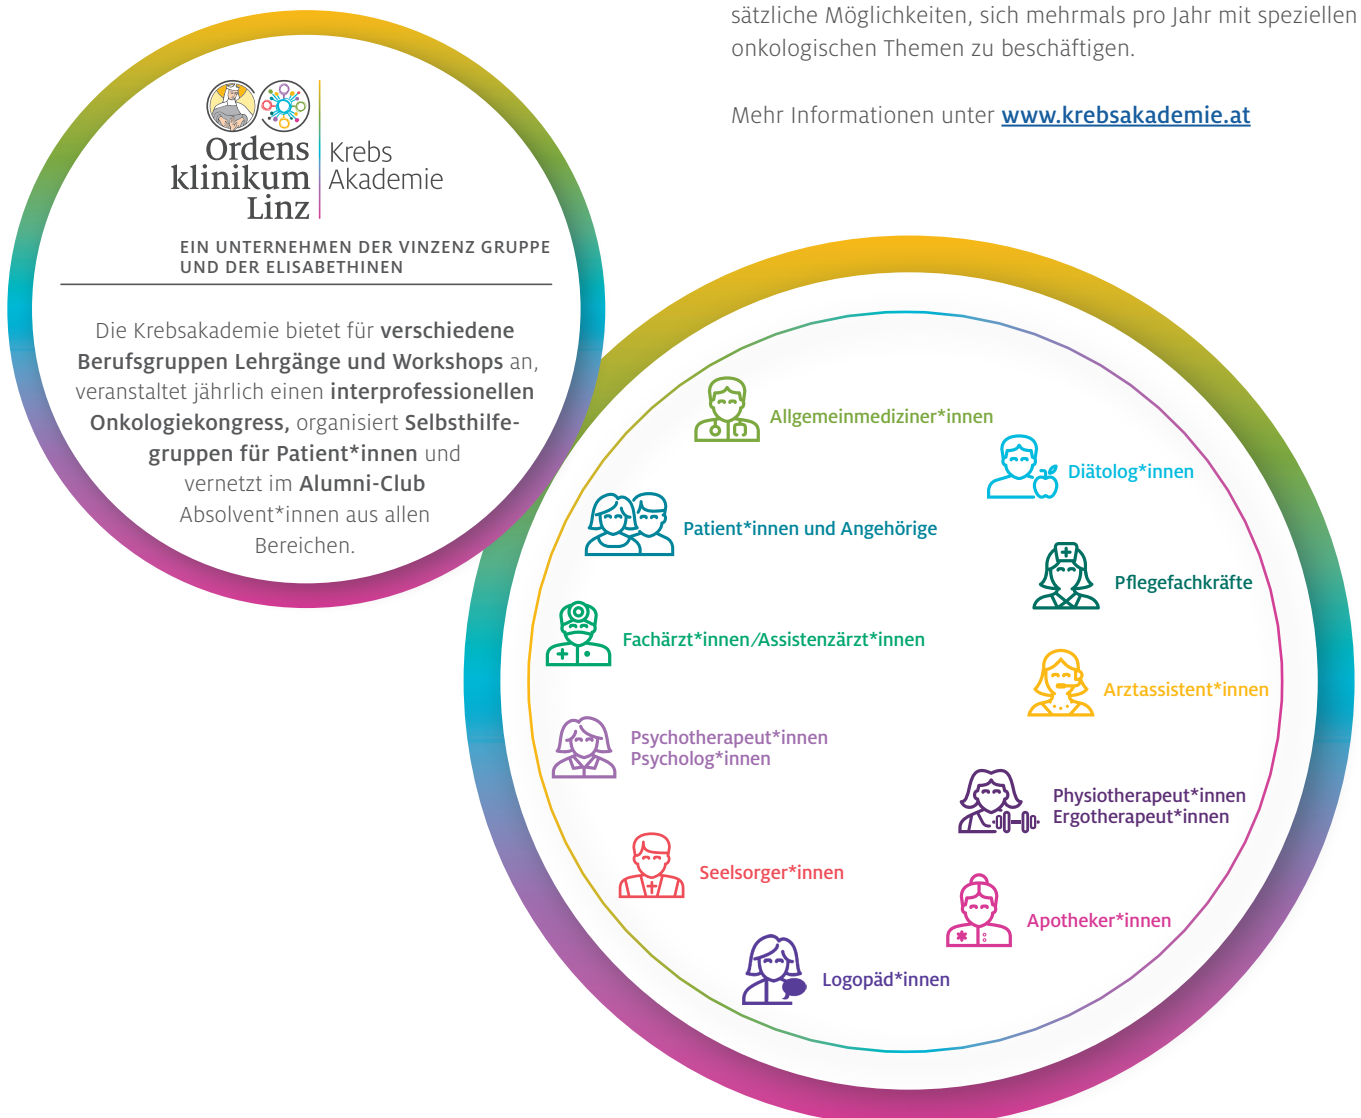 sätzliche Möglichkeiten, sich mehrmals pro Jahr mit speziellen
onkologischen Themen zu beschäftigen.
Mehr Informationen unter www.krebsakademie.at
Ordens
klinikum
Linz
Krebs
Akademie
EIN UNTERNEHMEN DER VINZENZ GRUPPE
UND DER ELISABETHINEN
Die Krebsakademie bietet für verschiedene
Berufsgruppen Lehrgänge und Workshops an,
veranstaltet jährlich einen interprofessionellen
Onkologiekongress, organisiert Selbsthilfe-
gruppen für Patient*innen und
vernetzt im Alumni-Club
Absolvent*innen aus allen
Bereichen.
Allgemeinmediziner*innen
Diätolog*innen
Patient*innen und Angehörige
Pflegefachkräfte
Fachärzt*innen/Assistenzärzt*innen
Arztassistent*innen
Psychotherapeut*innen
Psycholog*innen
Physiotherapeut*innen
Ergotherapeut*innen
Seelsorger*innen
Apotheker*innen
Logopäd*innen